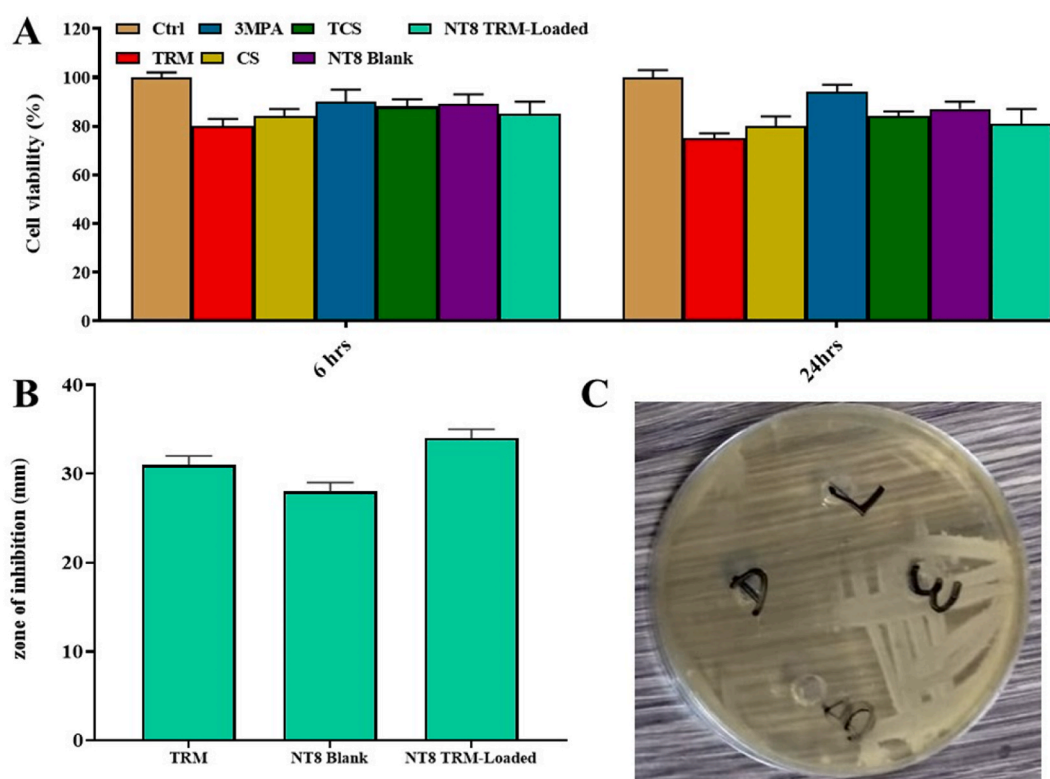 A
Ctrl 3MPA TCS NT8 TRM-Loaded
TRM CS NT8 Blank
Cell viability (%)
120
100
80
60
40
20
0
6 hrs 24hrs
B
zone of inhibition (mm)
40
30
20
10
0
TRM NT8 Blank NT8 TRM-Loaded
C